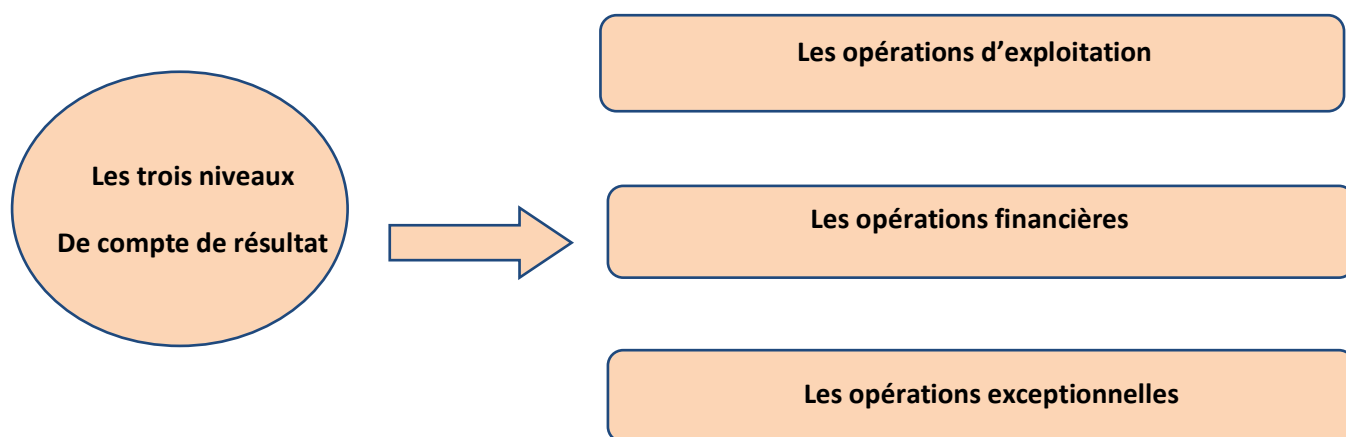 Les trois niveaux
De compte de résultat
Les opérations d’exploitation
Les opérations financières
Les opérations exceptionnelles